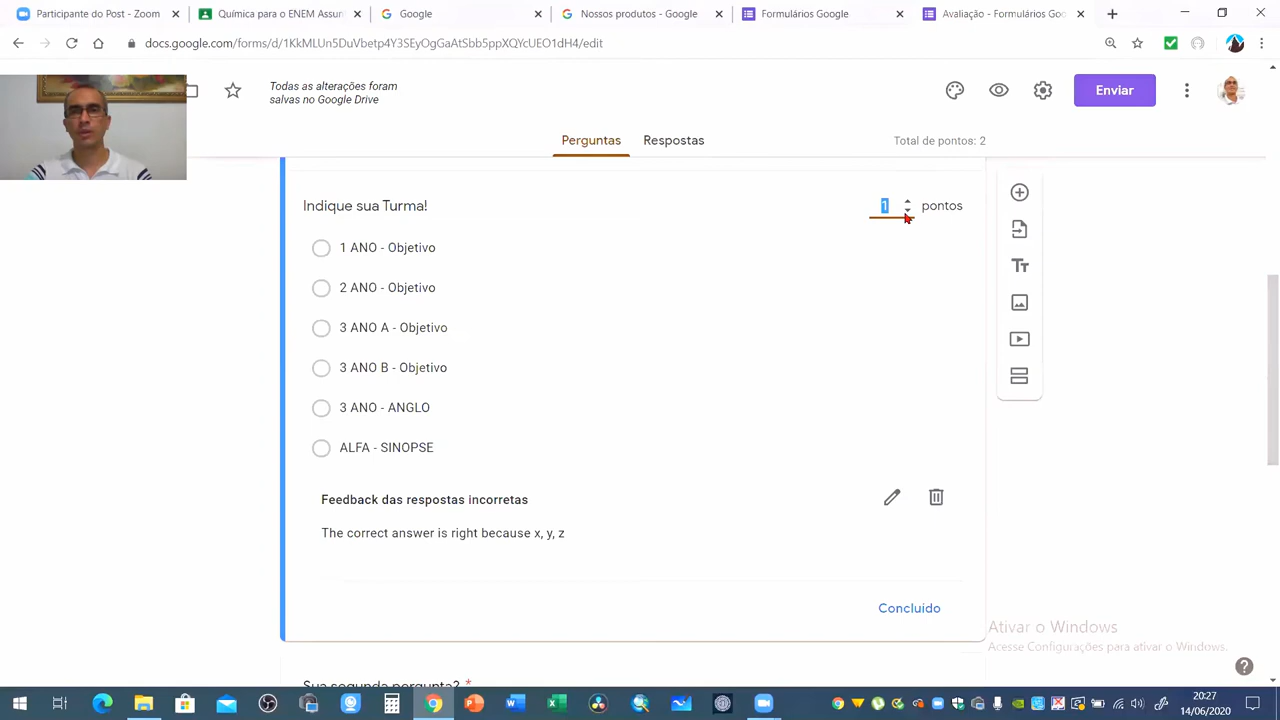 Participante do Post - Zoom
Química para o ENEM Assun
Google
Nossos produtos - Google
Formulários Google
Avaliação - Formulários Goo
docs.google.com/forms/d/1KkMLUn5DuVbetp4Y3SEyOgGaAtSbb5ppXQYcUEO1dH4/edit
Todas as alterações foram
salvas no Google Drive
Enviar
Perguntas
Respostas
Total de pontos: 2
Indique sua Turma!
1
pontos
1 ANO - Objetivo
2 ANO - Objetivo
3 ANO A - Objetivo
3 ANO B - Objetivo
3 ANO - ANGLO
ALFA - SINOPSE
Feedback das respostas incorretas
The correct answer is right because x, y, z
Concluído
Ativar o Windows
Acesse Configurações para ativar o Windows.
Sua segunda pergunta? *
20:27
14/06/2020